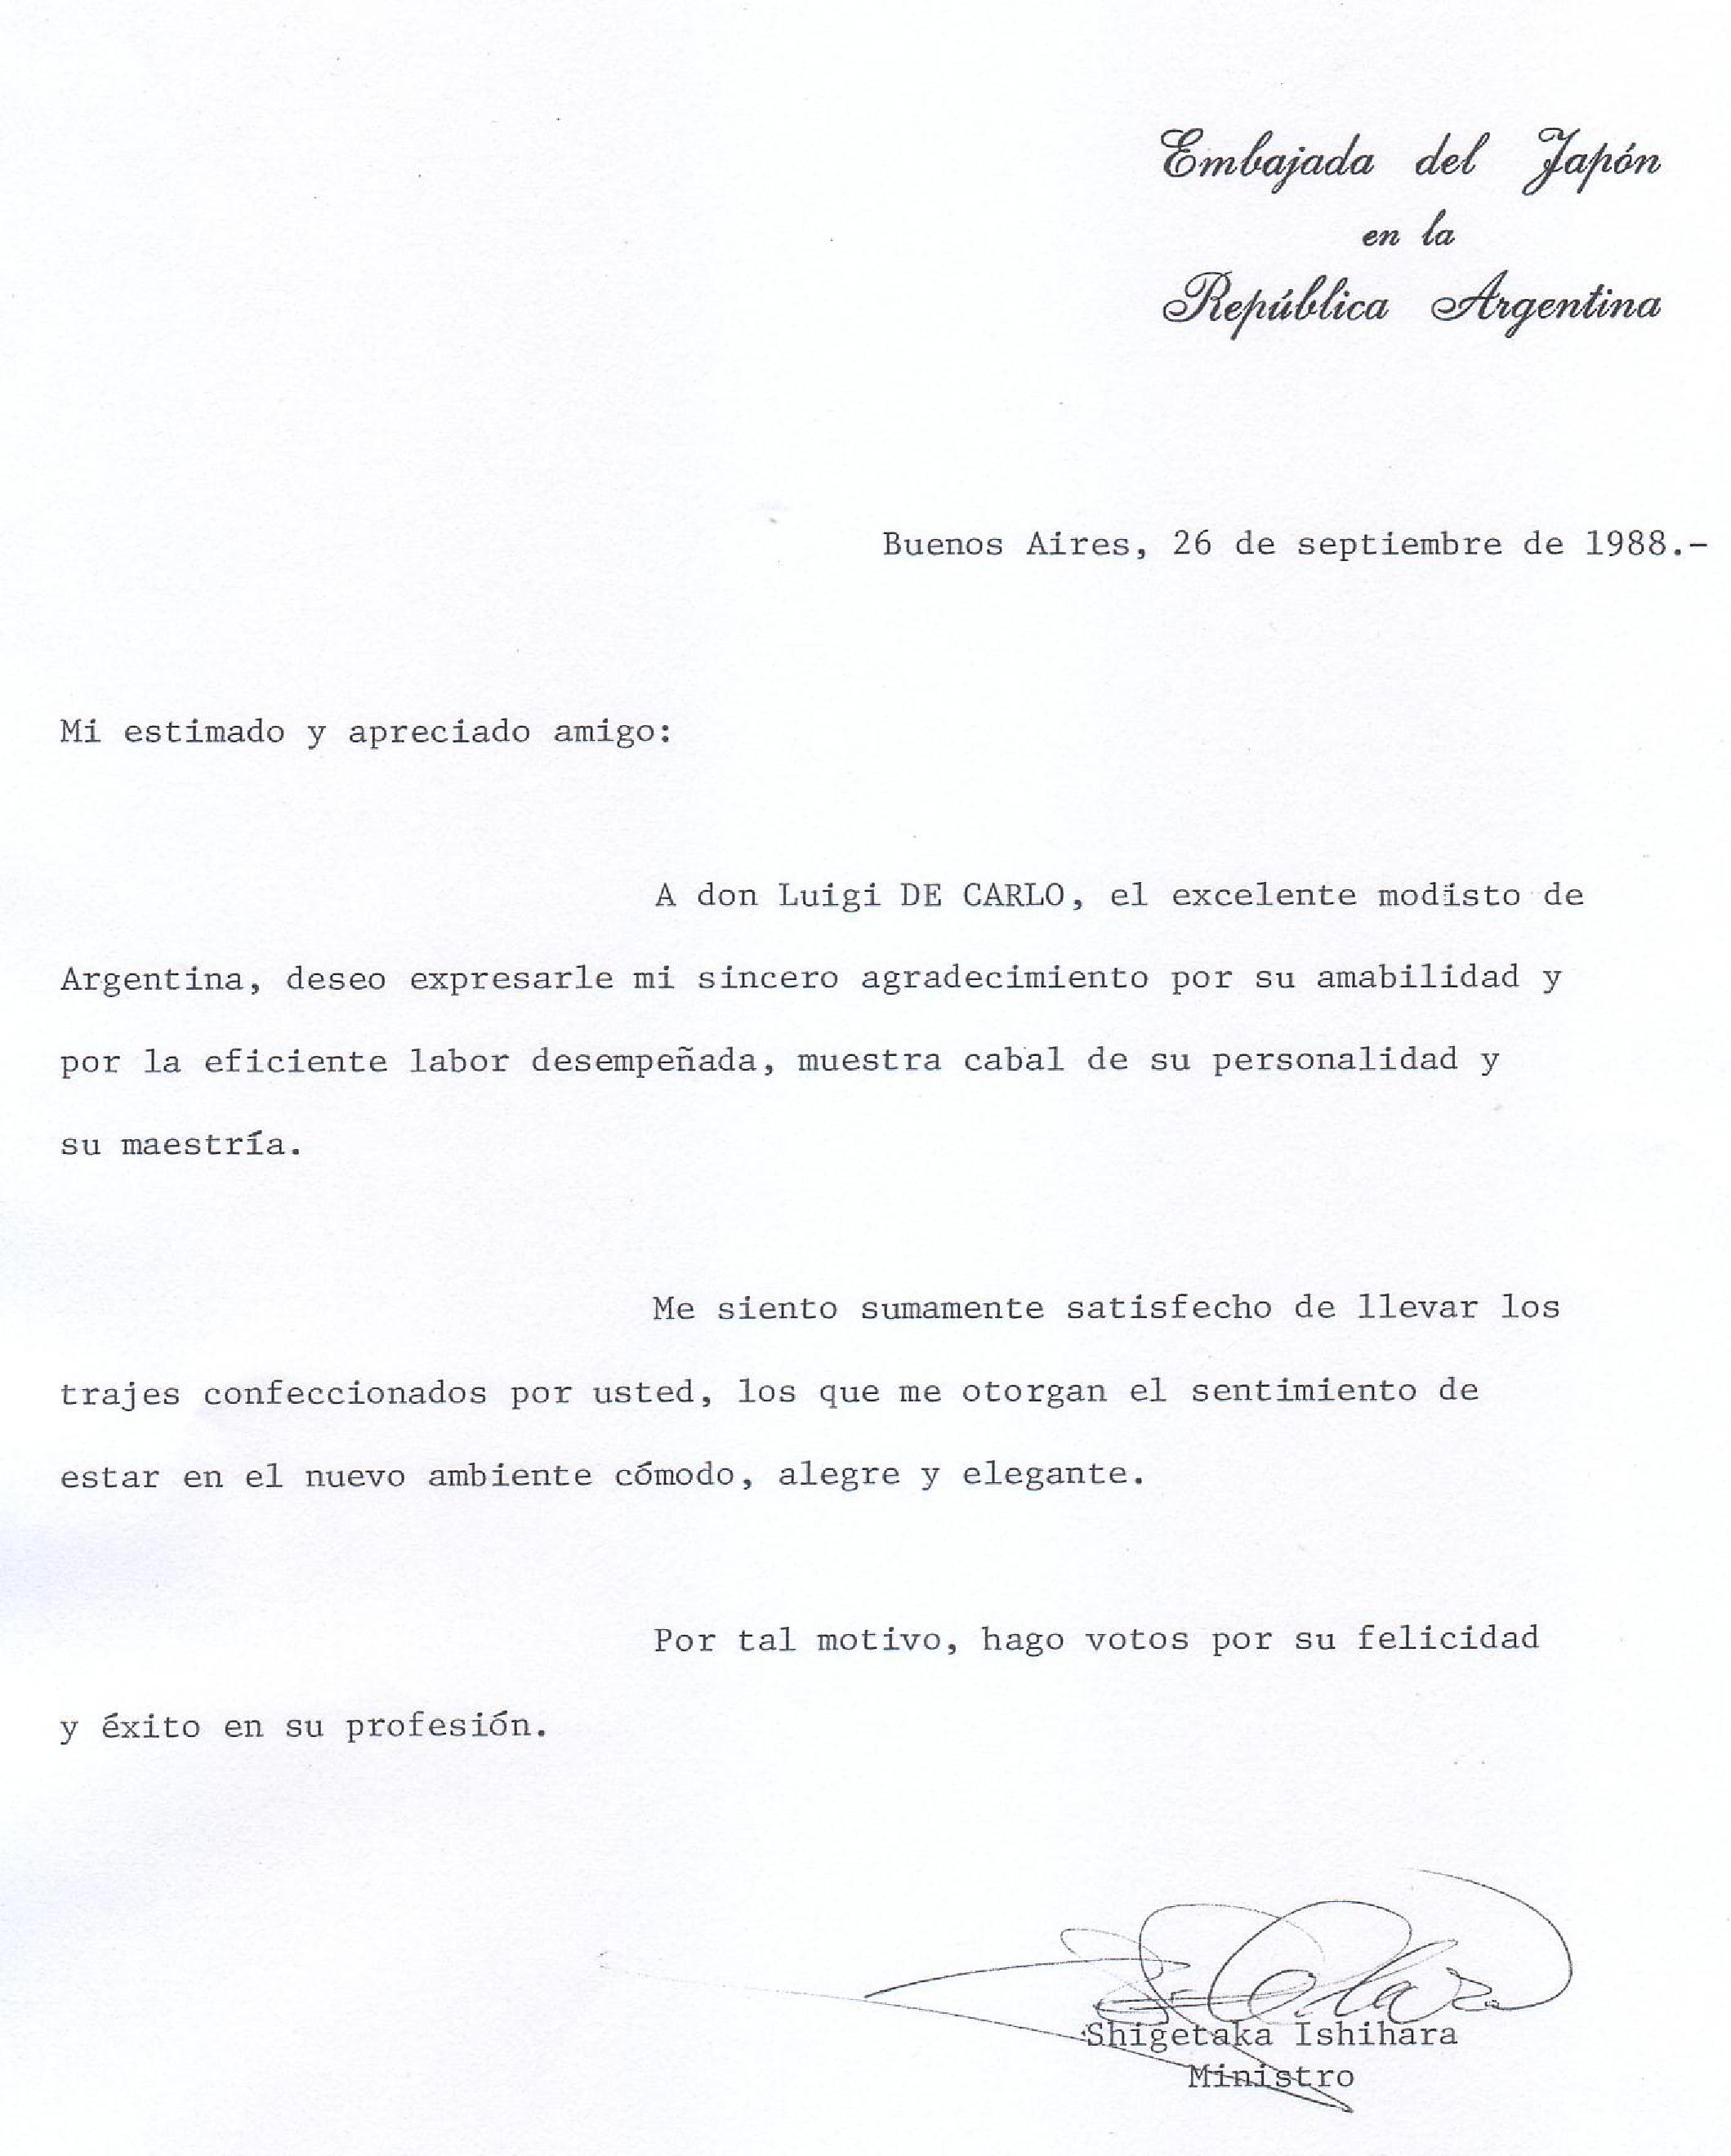 Embajada del Japón
en la
República Argentina
Buenos Aires, 26 de septiembre de 1988.-
Mi estimado y apreciado amigo:
A don Luigi DE CARLO, el excelente modisto de
Argentina, deseo expresarle mi sincero agradecimiento por su amabilidad y
por la eficiente labor desempeñada, muestra cabal de su personalidad y
su maestría.
Me siento sumamente satisfecho de llevar los
trajes confeccionados por usted, los que me otorgan el sentimiento de
estar en el nuevo ambiente cómodo, alegre y elegante.
Por tal motivo, hago votos por su felicidad
y éxito en su profesión.
Shigetaka Ishihara
Ministro